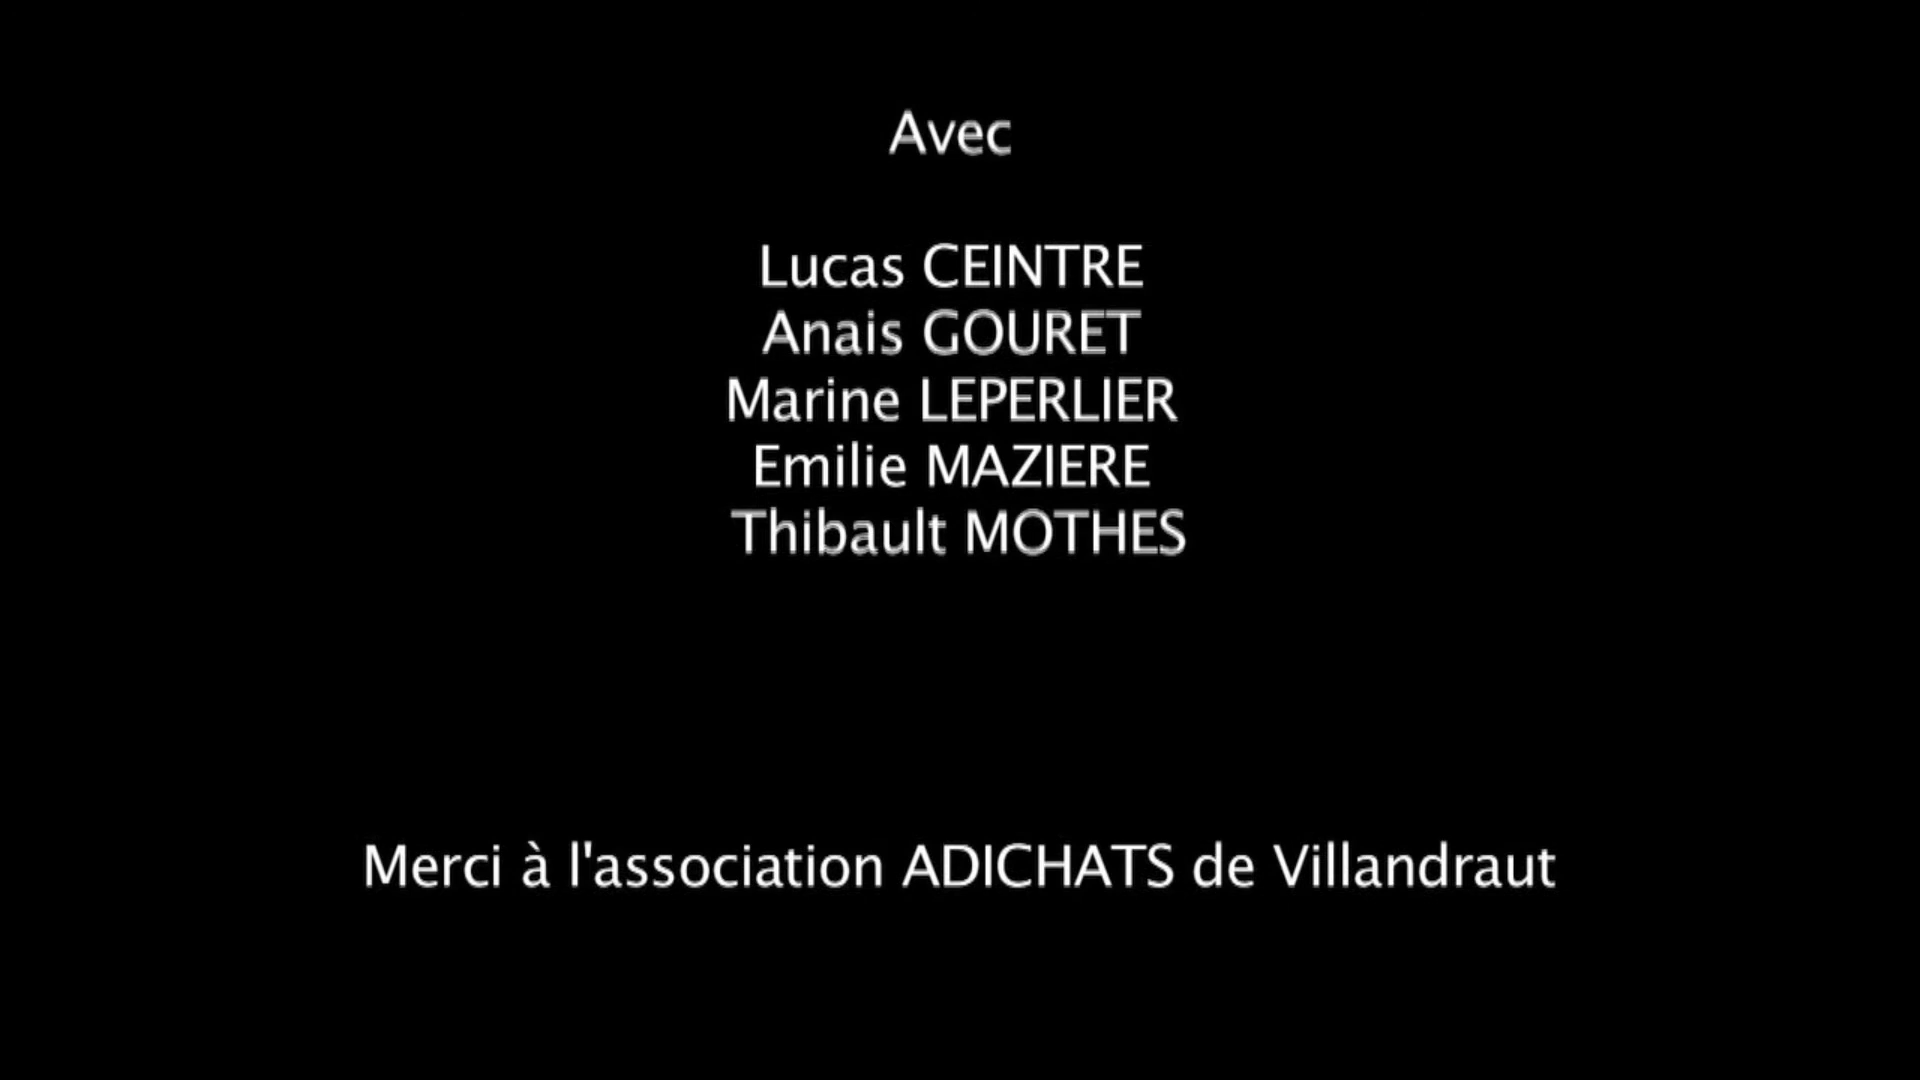 Avec
Lucas CEINTRE
Anais GOURET
Marine LEPERLIER
Emilie MAZIERE
Thibault MOTHES
Merci à l'association ADICHATS de Villandraut